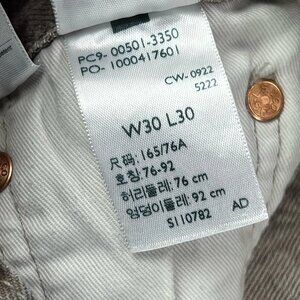 PC9- 00501-3350
PO- 1000417601
CW-0922
5222
W30 L30
尺码: 165/76A
호칭: 76-92
허리둘레: 76 cm
엉덩이둘레: 92 cm
S110782
AD